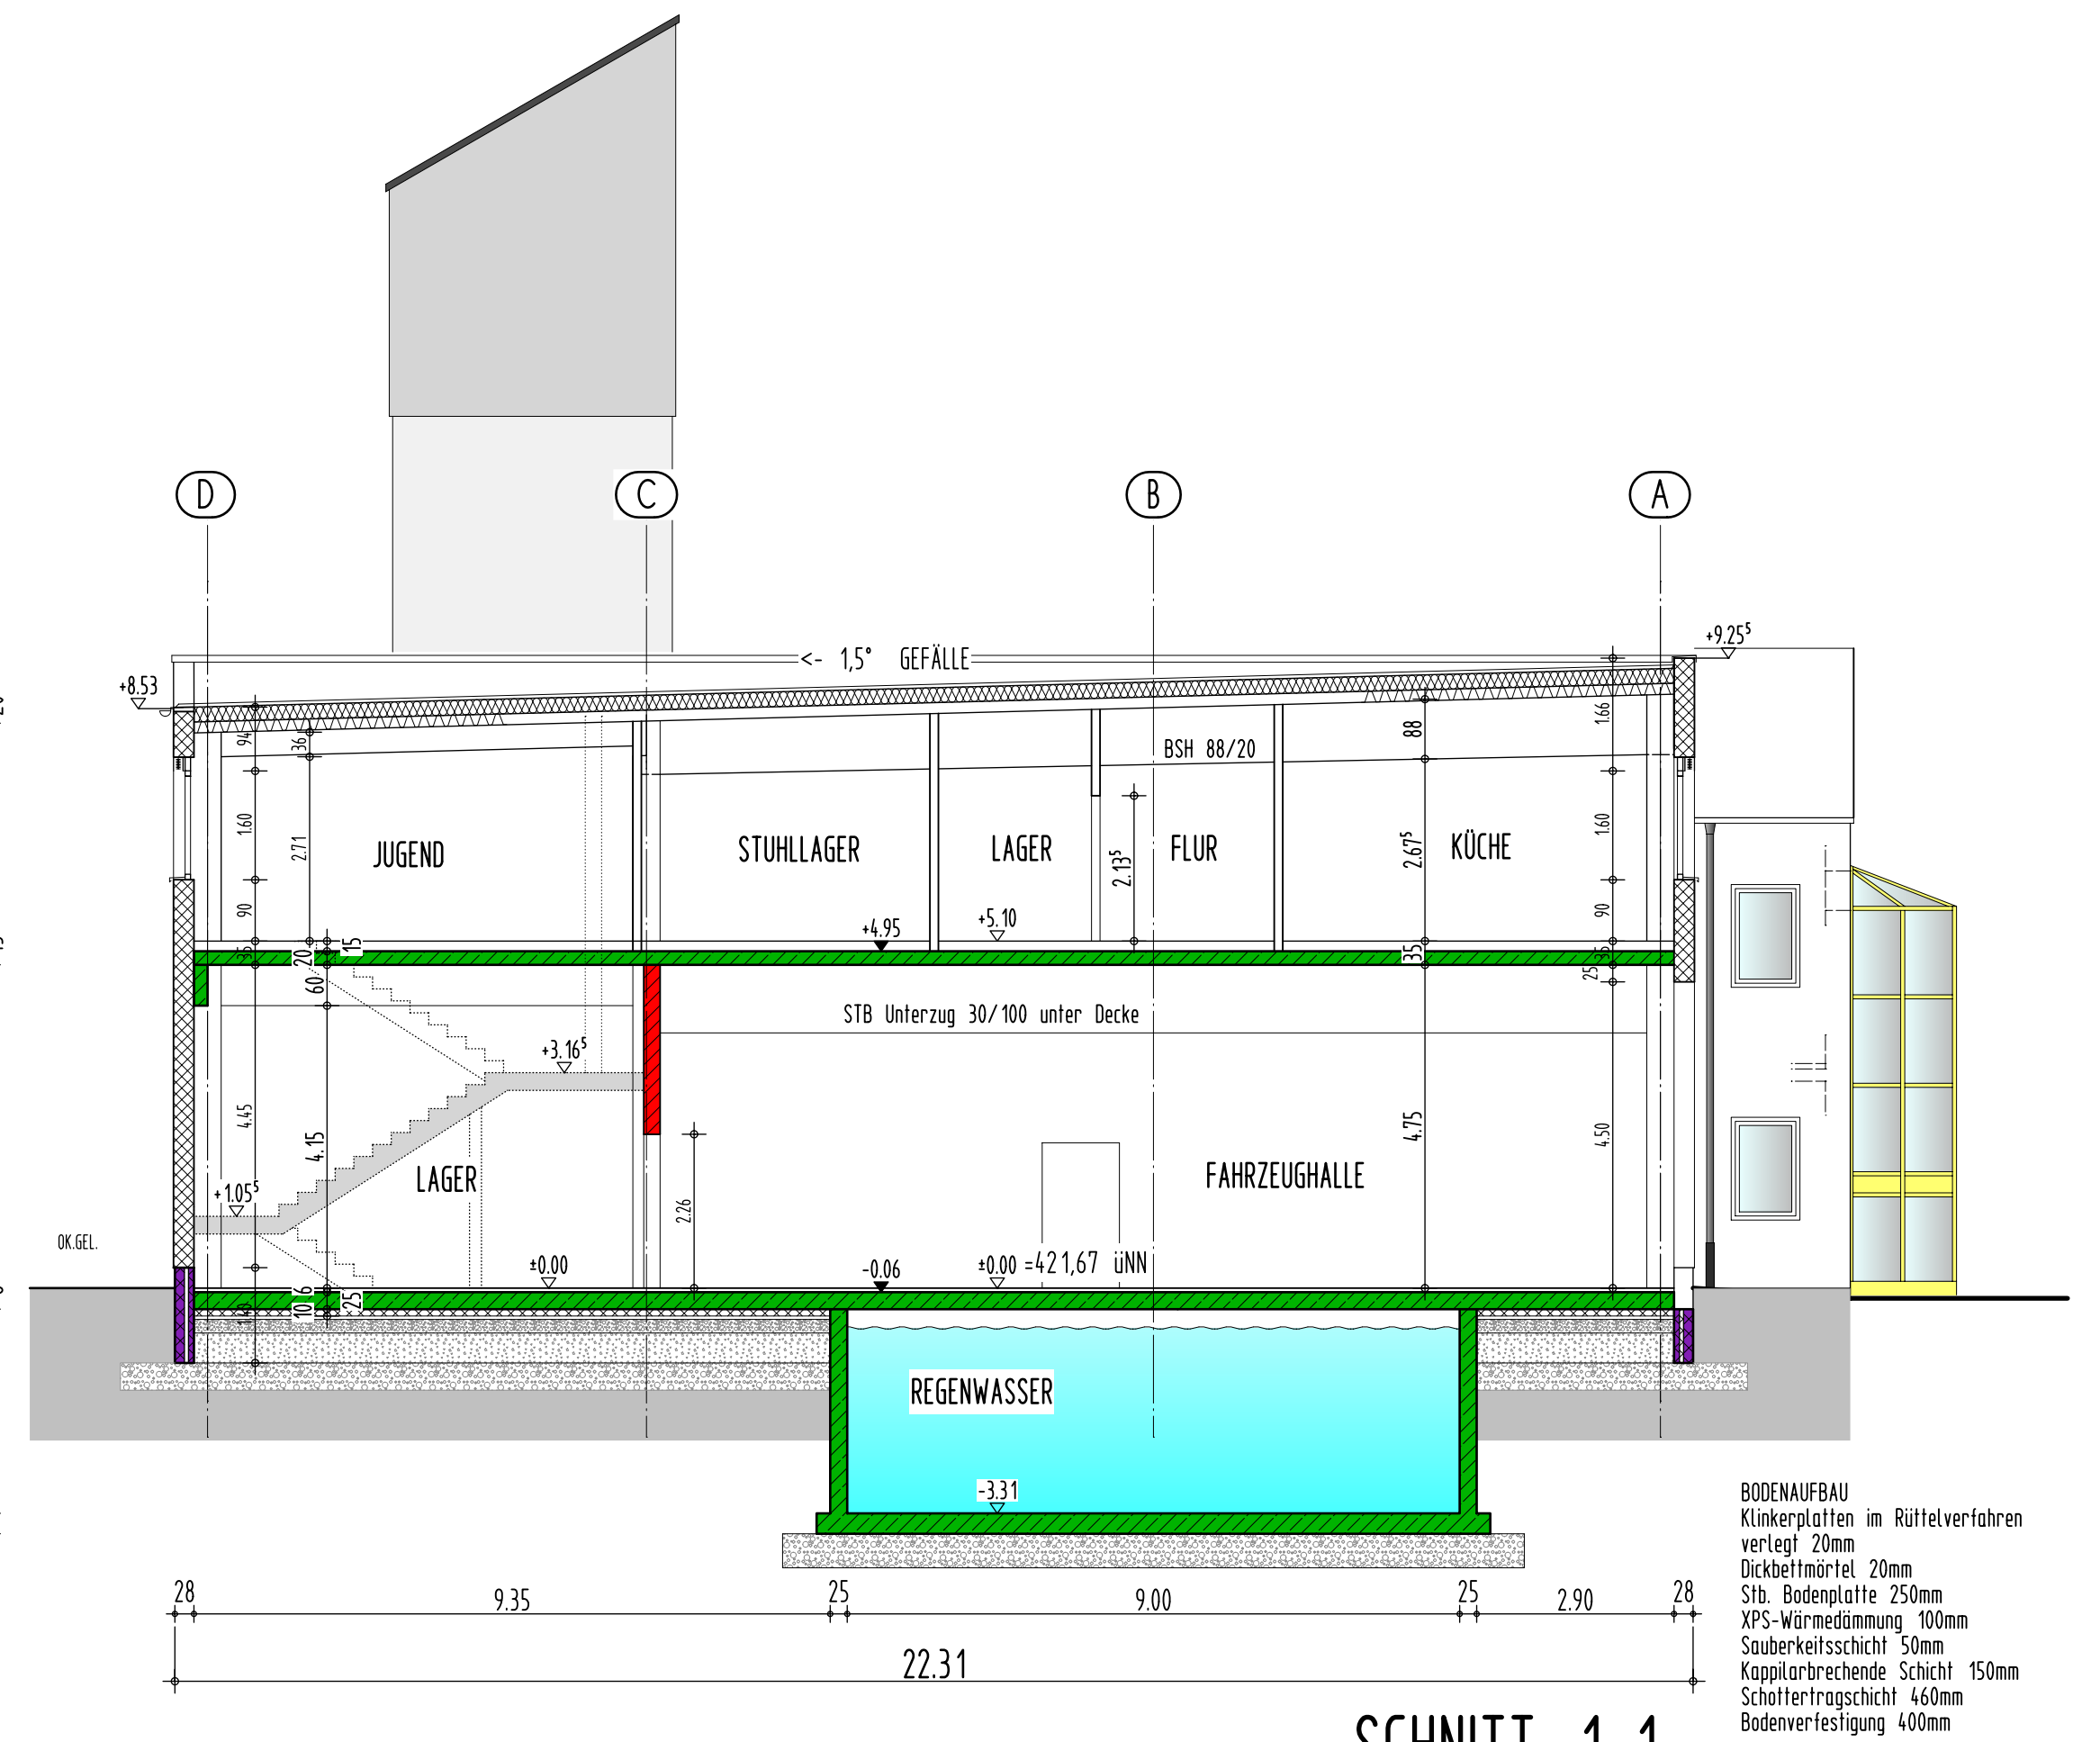 D
C
B
A
<- 1,5° GEFÄLLE
+9.25⁵
+8.53
94
36
88
1.66
BSH 88/20
1.60
2.71
JUGEND
STUHLLAGER
LAGER
FLUR
KÜCHE
2.13⁵
2.67⁵
1.60
90
90
+4.95
+5.10
35
20
15
35
35
60
25
STB Unterzug 30/100 unter Decke
+3.16⁵
4.45
4.15
4.75
4.50
LAGER
FAHRZEUGHALLE
+1.05⁵
2.26
OK.GEL.
±0.00
-0.06
±0.00 =421,67 üNN
6
10
25
1.40
REGENWASSER
-3.31
BODENAUFBAU
Klinkerplatten im Rüttelverfahren
verlegt 20mm
Dickbettmörtel 20mm
Stb. Bodenplatte 250mm
XPS-Wärmedämmung 100mm
Sauberkeitsschicht 50mm
Kappilarbrechende Schicht 150mm
Schottertragschicht 460mm
Bodenverfestigung 400mm
28
9.35
25
9.00
25
2.90
28
22.31
SCHNITT 1 1